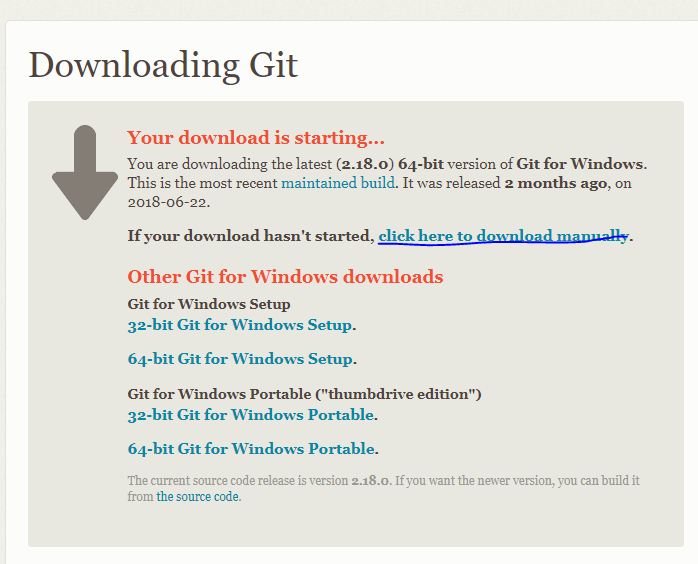 Downloading Git
Your download is starting...
You are downloading the latest (2.18.0) 64-bit version of Git for Windows.
This is the most recent maintained build. It was released 2 months ago, on
2018-06-22.
If your download hasn't started, click here to download manually.
Other Git for Windows downloads
Git for Windows Setup
32-bit Git for Windows Setup.
64-bit Git for Windows Setup.
Git for Windows Portable ("thumbdrive edition")
32-bit Git for Windows Portable.
64-bit Git for Windows Portable.
The current source code release is version 2.18.0. If you want the newer version, you can build it
from the source code.